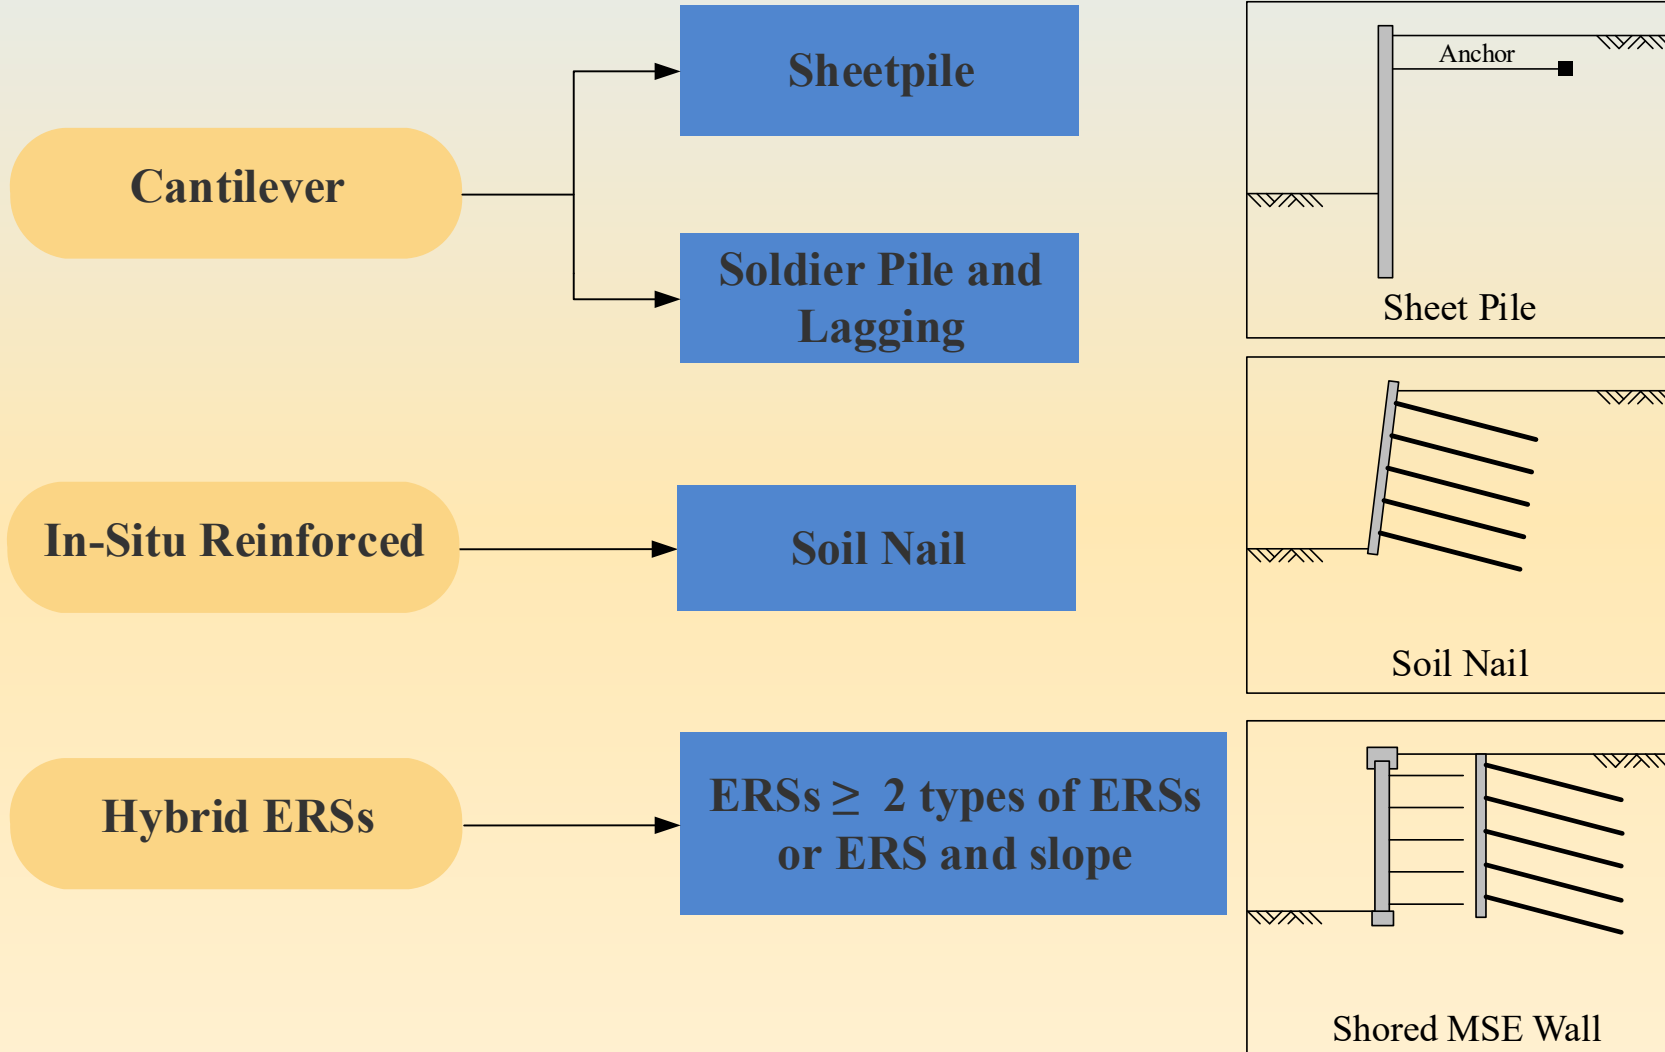 Cantilever
Sheetpile
Soldier Pile and
Lagging
Anchor
Sheet Pile
In-Situ Reinforced
Soil Nail
Soil Nail
Hybrid ERSs
ERSs ≥ 2 types of ERSs
or ERS and slope
Shored MSE Wall